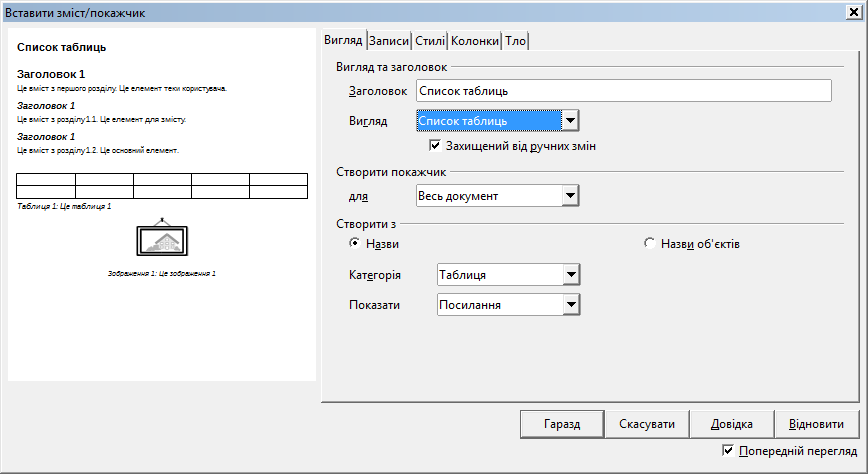 Вставити зміст/покажчик
Список таблиць
Заголовок 1
Це вміст з першого розділу. Це елемент теки користувача.
Заголовок 1
Це вміст з розділу1.1. Це елемент для змісту.
Заголовок 1
Це вміст з розділу1.2. Це основний елемент.
Таблиця 1: Це таблиця 1
Зображення 1: Це зображення 1
Вигляд Записи Стилі Колонки Тло
Вигляд та заголовок
Заголовок Список таблиць
Вигляд Список таблиць
Захищений від ручних змін
Створити покажчик
для Весь документ
Створити з
Назви Назви об'єктів
Категорія Таблиця
Показати Посилання
Гаразд Скасувати Довідка Відновити
Попередній перегляд